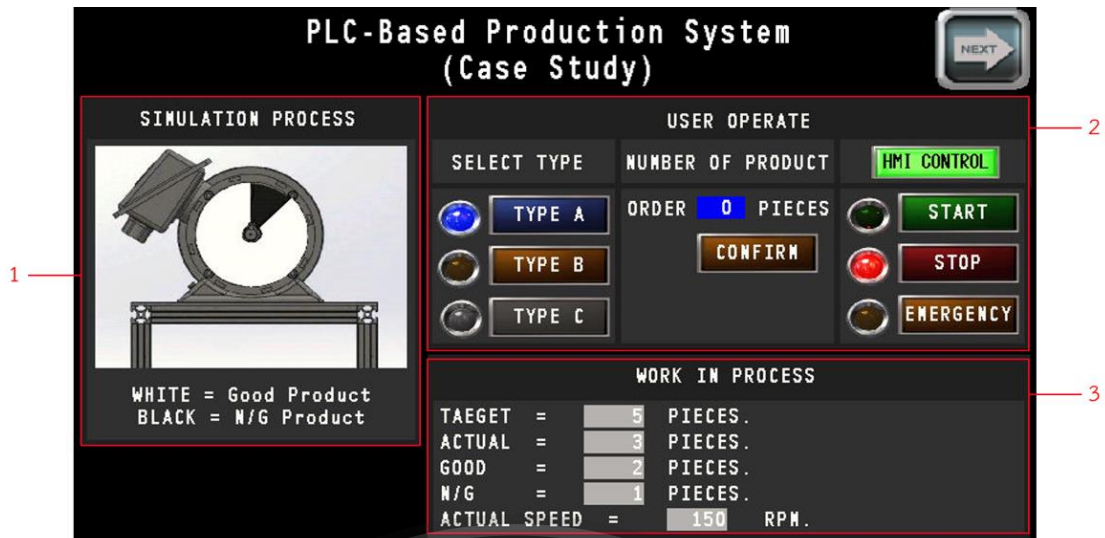 PLC-Based Production System
(Case Study)
NEXT
SIMULATION PROCESS
WHITE = Good Product
BLACK = N/G Product
1
USER OPERATE
SELECT TYPE
TYPE A
TYPE B
TYPE C
NUMBER OF PRODUCT
ORDER 0 PIECES
CONFIRM
HMI CONTROL
START
STOP
EMERGENCY
2
WORK IN PROCESS
TAEGET = 5 PIECES.
ACTUAL = 3 PIECES.
GOOD = 2 PIECES.
N/G = 1 PIECES.
ACTUAL SPEED = 150 RPM.
3